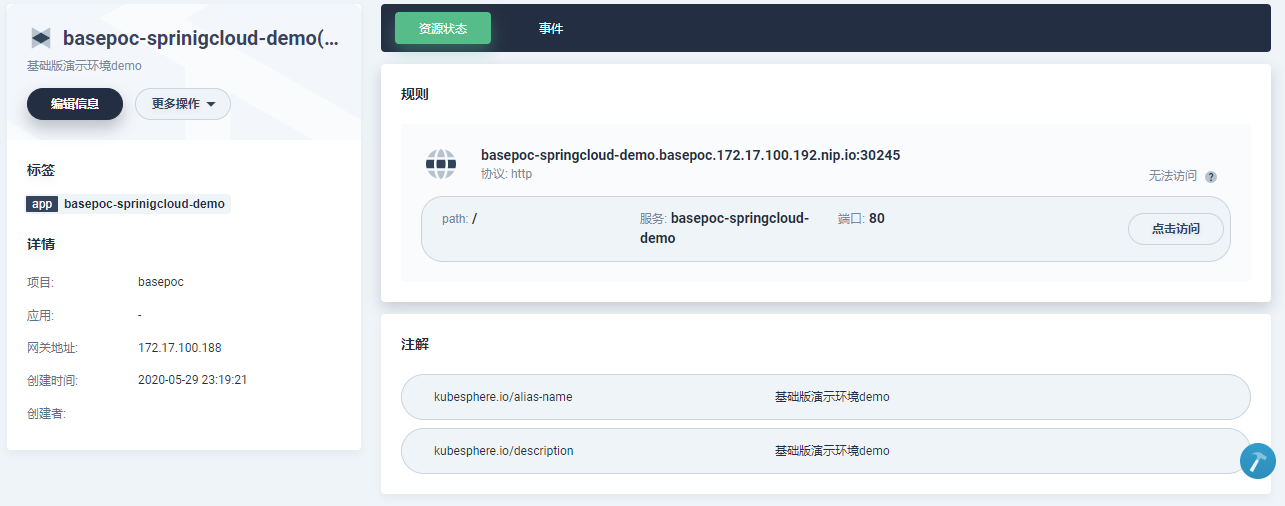 basepoc-sprinigcloud-demo(...
基础版演示环境demo
编辑信息
更多操作
标签
app basepoc-sprinigcloud-demo
详情
项目: basepoc
应用: -
网关地址: 172.17.100.188
创建时间: 2020-05-29 23:19:21
创建者:
资源状态 事件
规则
basepoc-springcloud-demo.basepoc.172.17.100.192.nip.io:30245
协议: http
无法访问 ?
path: / 服务: basepoc-springcloud- 端口: 80
demo
点击访问
注解
kubesphere.io/alias-name 基础版演示环境demo
kubesphere.io/description 基础版演示环境demo